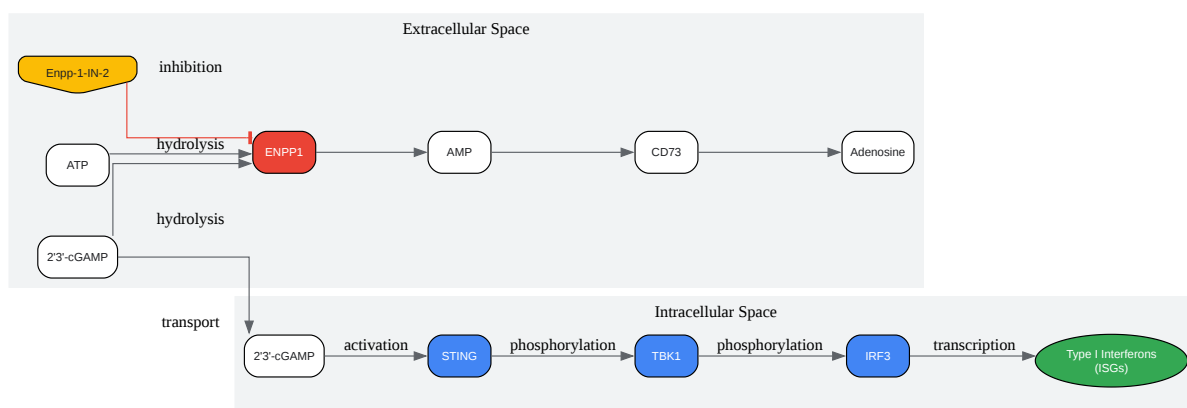 Extracellular Space
Enpp-1-IN-2
inhibition
hydrolysis
ATP
ENPP1
AMP
CD73
Adenosine
hydrolysis
2'3'-cGAMP
transport
Intracellular Space
2'3'-cGAMP
activation
STING
phosphorylation
TBK1
phosphorylation
IRF3
transcription
Type I Interferons
(ISGs)